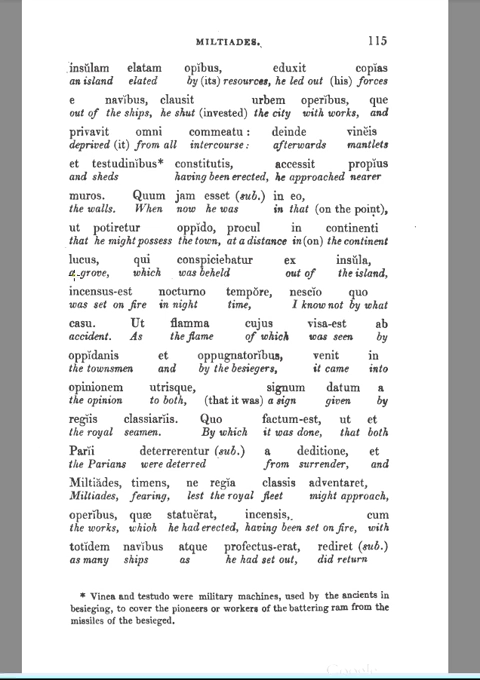 MILTIADES. 115
insŭlam elatam opĭbus, eduxit copĭas
an island elated by (its) resources, he led out (his) forces
e navĭbus, clausit urbem operĭbus, que
out of the ships, he shut (invested) the city with works, and
privavit omni commeatu : deinde vinĕis
deprived (it) from all intercourse : afterwards mantlets
et testudinĭbus* constitutis, accessit propĭus
and sheds having been erected, he approached nearer
muros. Quum jam esset (sub.) in eo,
the walls. When now he was in that (on the point),
ut potiretur oppĭdo, procul in continenti
that he might possess the town, at a distance in (on) the continent
lucus, qui conspiciebatur ex insŭla,
a grove, which was beheld out of the island,
incensus-est nocturno tempŏre, nescĭo quo
was set on fire in night time, I know not by what
casu. Ut flamma cujus visa-est ab
accident. As the flame of which was seen by
oppĭdanis et oppugnatorĭbus, venit in
the townsmen and by the besiegers, it came into
opinionem utrisque, signum datum a
the opinion to both, (that it was) a sign given by
regĭis classiarĭis. Quo factum-est, ut et
the royal seamen. By which it was done, that both
Parĭi deterrerentur (sub.) a deditione, et
the Parians were deterred from surrender, and
Miltiădes, timens, ne regĭa classis adventaret,
Miltiades, fearing, lest the royal fleet might approach,
operĭbus, quæ statuĕrat, incensis, cum
the works, which he had erected, having been set on fire, with
totĭdem navĭbus atque profectus-erat, rediret (sub.)
as many ships as he had set out, did return
* Vinea and testudo were military machines, used by the ancients in
besieging, to cover the pioneers or workers of the battering ram from the
missiles of the besieged.
Google